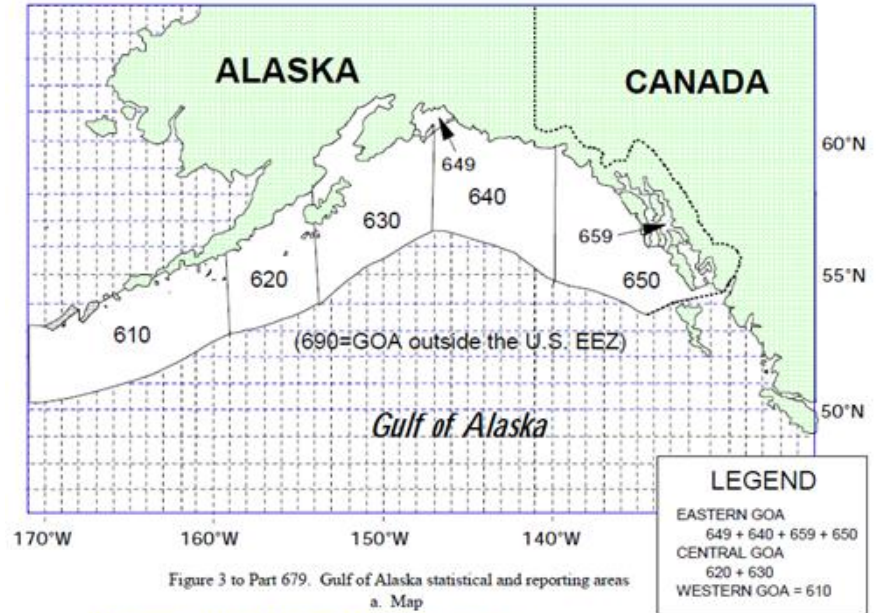 ALASKA
CANADA
60°N
649
640
630
659
55°N
650
620
610
(690=GOA outside the U.S. EEZ)
50°N
Gulf of Alaska
LEGEND
EASTERN GOA
649 + 640 + 659 + 650
CENTRAL GOA
620 + 630
WESTERN GOA = 610
170°W
160°W
150°W
140°W
Figure 3 to Part 679. Gulf of Alaska statistical and reporting areas
a. Map